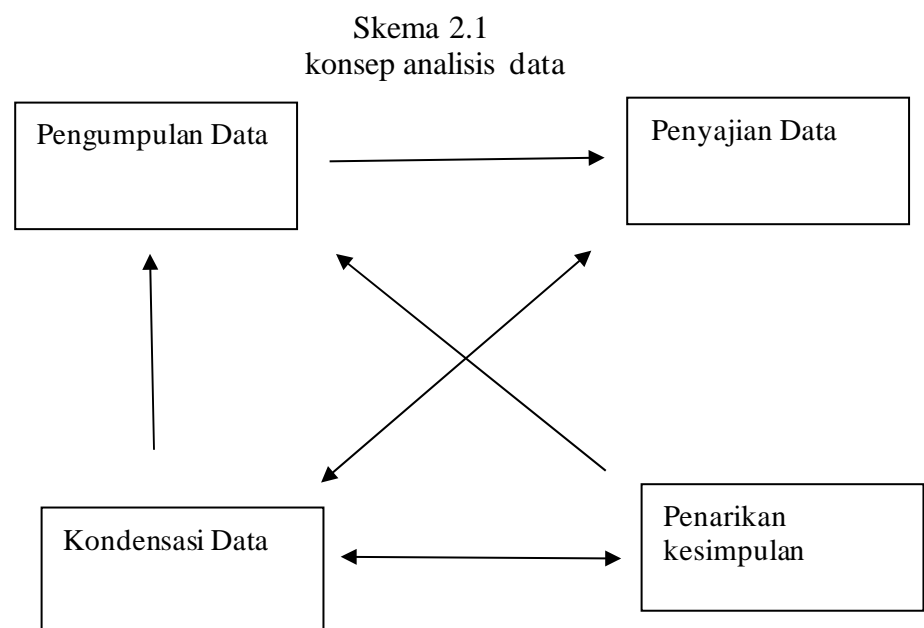 Skema 2.1
konsep analisis data
Pengumpulan Data
Penyajian Data
Kondensasi Data
Penarikan
kesimpulan